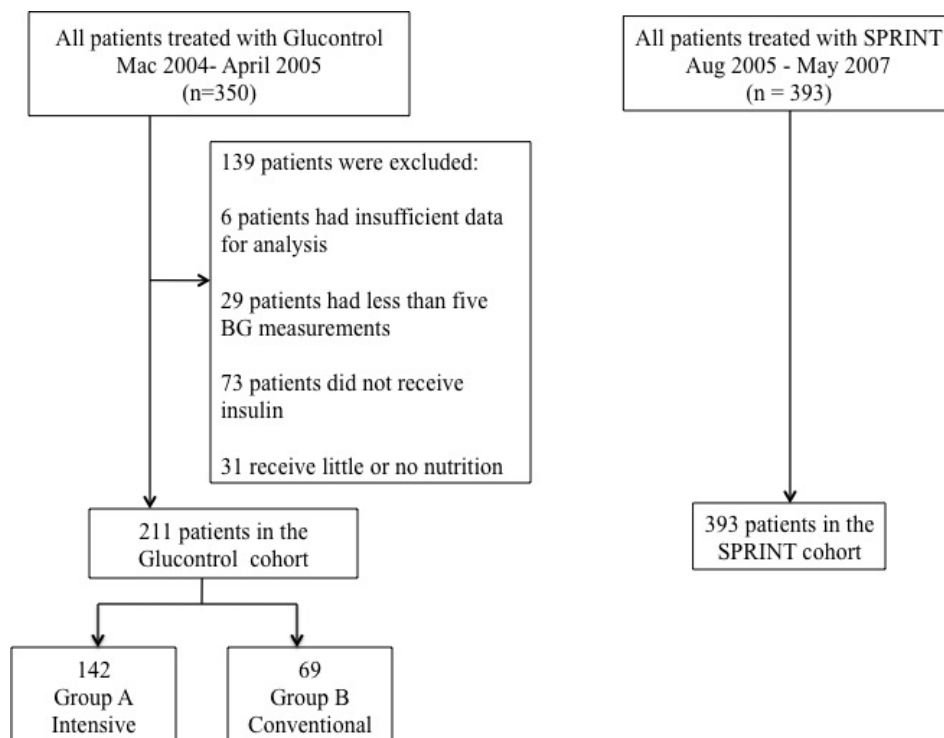 All patients treated with Glucontrol
Mac 2004- April 2005
(n=350)
All patients treated with SPRINT
Aug 2005 - May 2007
(n = 393)
139 patients were excluded:
6 patients had insufficient data
for analysis
29 patients had less than five
BG measurements
73 patients did not receive
insulin
31 receive little or no nutrition
211 patients in the
Glucontrol cohort
393 patients in the
SPRINT cohort
142
Group A
Intensive
69
Group B
Conventional